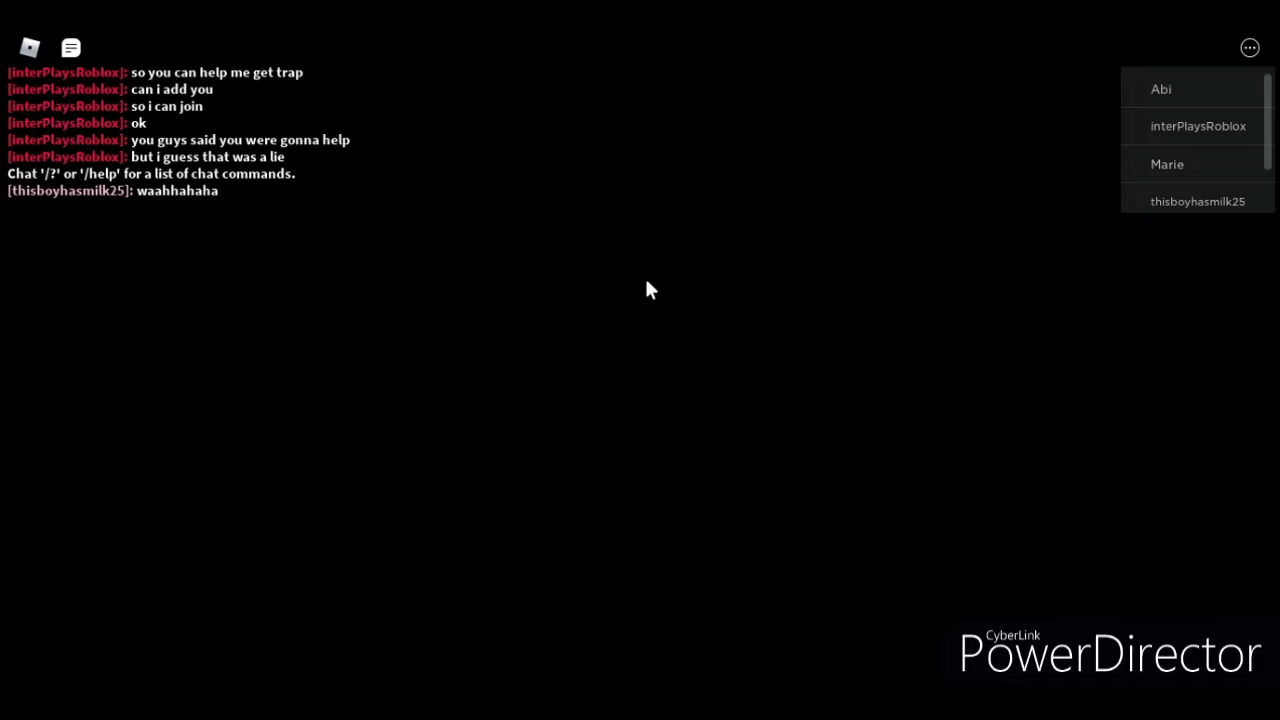 [interPlaysRoblox]: so you can help me get trap
[interPlaysRoblox]: can i add you
[interPlaysRoblox]: so i can join
[interPlaysRoblox]: ok
[interPlaysRoblox]: you guys said you were gonna help
[interPlaysRoblox]: but i guess that was a lie
Chat '/?' or '/help' for a list of chat commands.
[thisboyhasmilk25]: waahhahaha
Abi
interPlaysRoblox
Marie
thisboyhasmilk25
CyberLink
PowerDirector